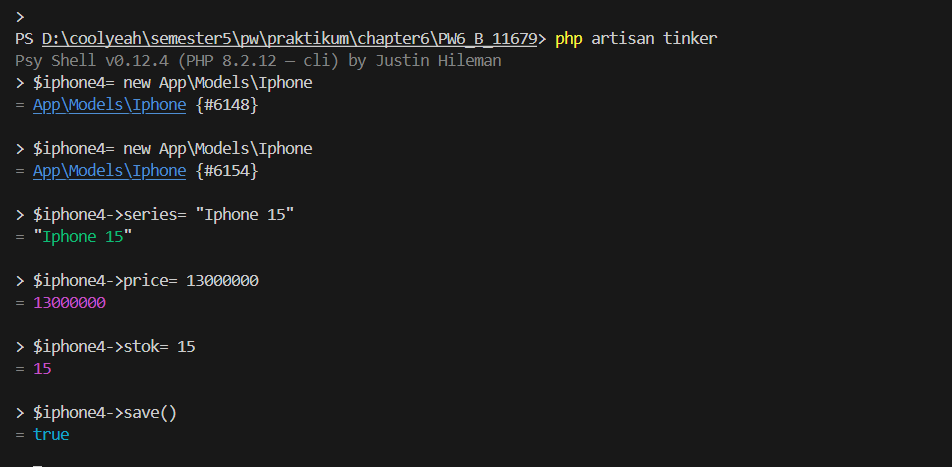 >
PS D:\coolyeah\semester5\pw\praktikum\chapter6\PW6_B_11679> php artisan tinker
Psy Shell v0.12.4 (PHP 8.2.12 — cli) by Justin Hileman
> $iphone4= new App\Models\Iphone
= App\Models\Iphone {#6148}
> $iphone4= new App\Models\Iphone
= App\Models\Iphone {#6154}
> $iphone4->series= "Iphone 15"
= "Iphone 15"
> $iphone4->price= 13000000
= 13000000
> $iphone4->stok= 15
= 15
> $iphone4->save()
= true